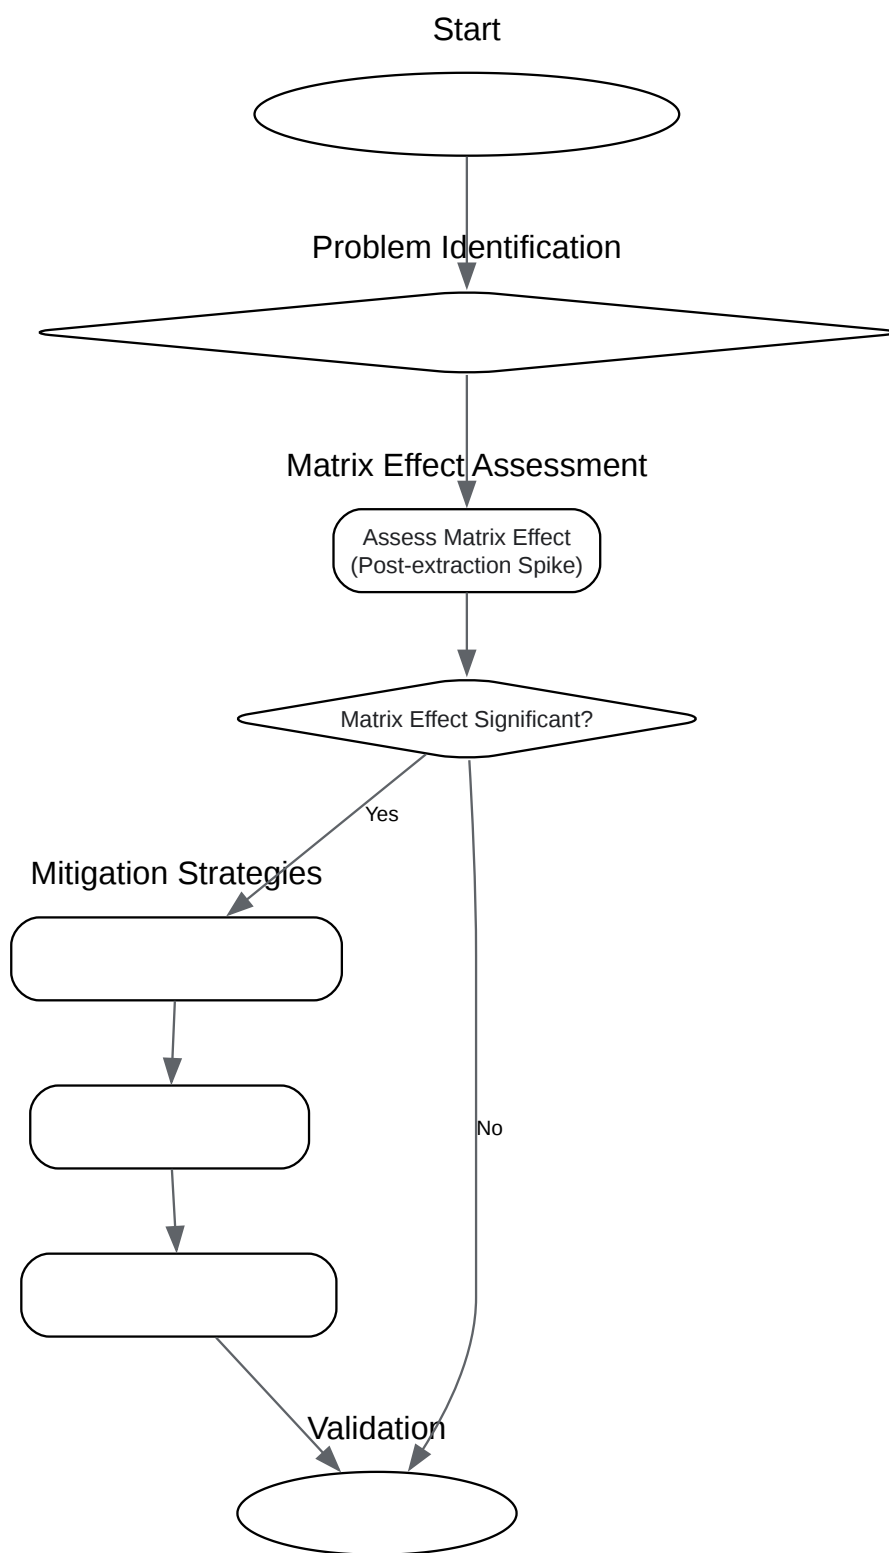 Start
Problem Identification
Matrix Effect Assessment
Assess Matrix Effect
(Post-extraction Spike)
Matrix Effect Significant?
Yes
Mitigation Strategies
No
Validation